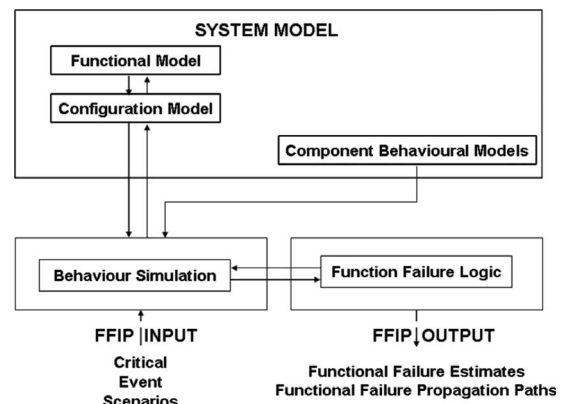 SYSTEM MODEL
Functional Model
Configuration Model
Component Behavioural Models
Behaviour Simulation
Function Failure Logic
FFIP INPUT
Critical
Event
Scenarios
FFIP OUTPUT
Functional Failure Estimates
Functional Failure Propagation Paths